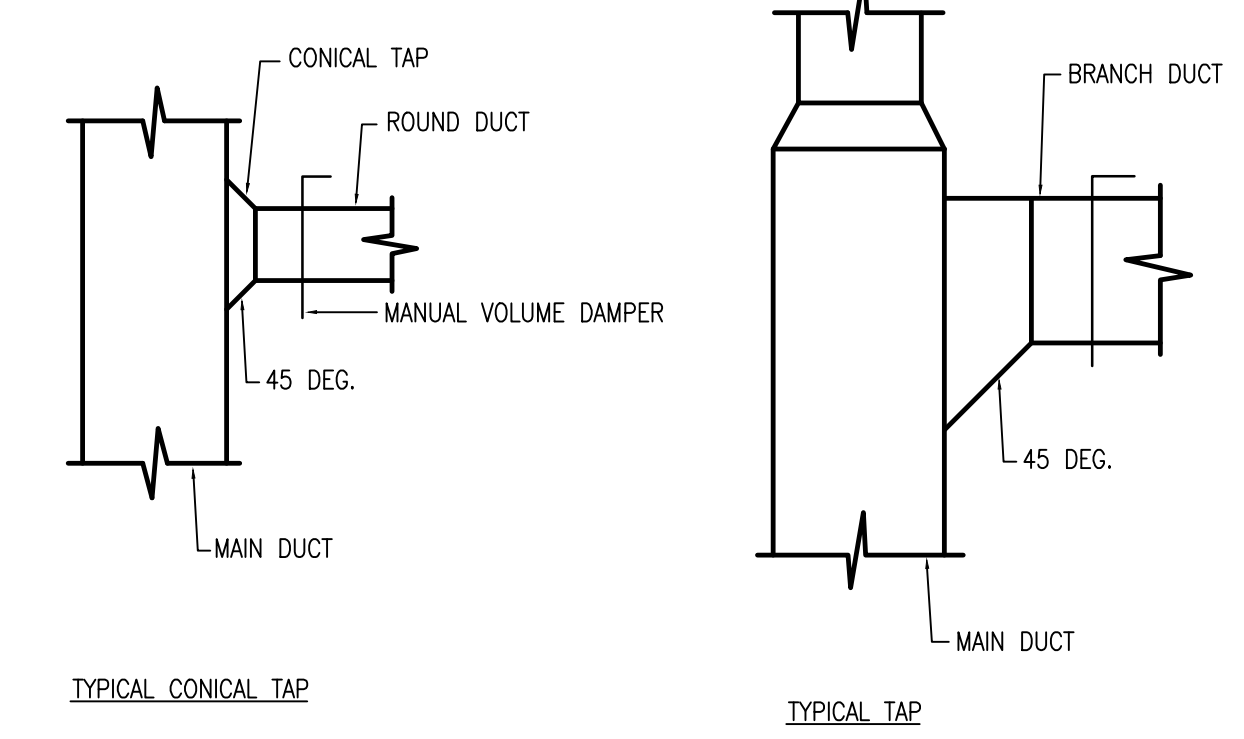 CONICAL TAP
ROUND DUCT
MANUAL VOLUME DAMPER
45 DEG.
MAIN DUCT
TYPICAL CONICAL TAP
BRANCH DUCT
45 DEG.
MAIN DUCT
TYPICAL TAP